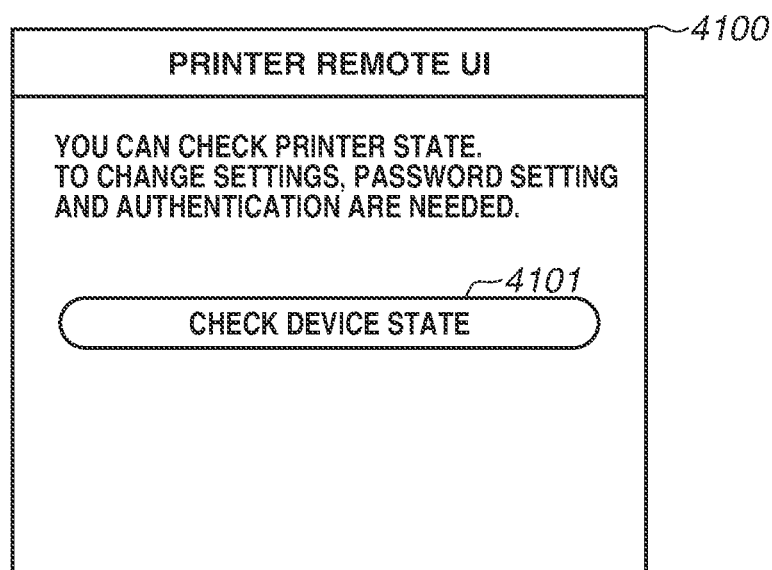 4100
PRINTER REMOTE UI
YOU CAN CHECK PRINTER STATE.
TO CHANGE SETTINGS, PASSWORD SETTING
AND AUTHENTICATION ARE NEEDED.
4101
CHECK DEVICE STATE